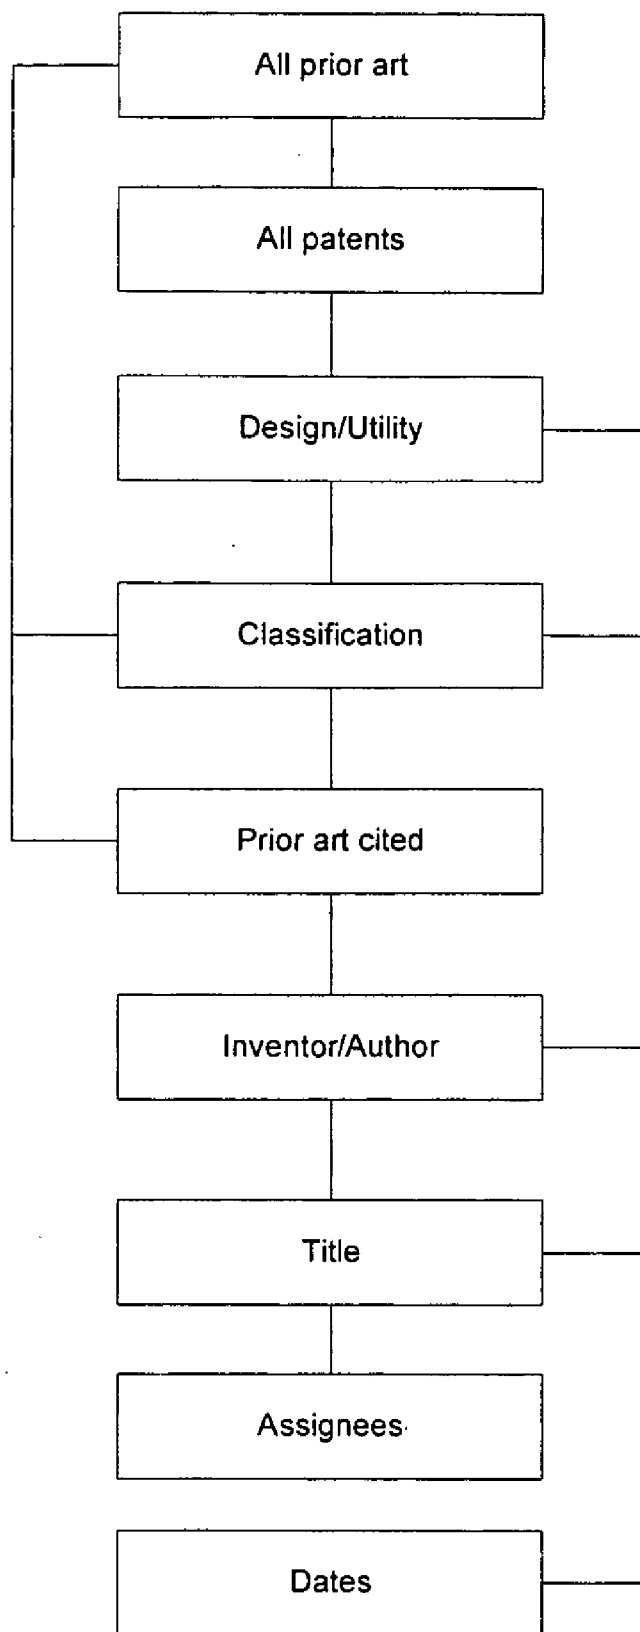 All prior art
All patents
Design/Utility
Classification
Prior art cited
Inventor/Author
Title
Assignees
Dates